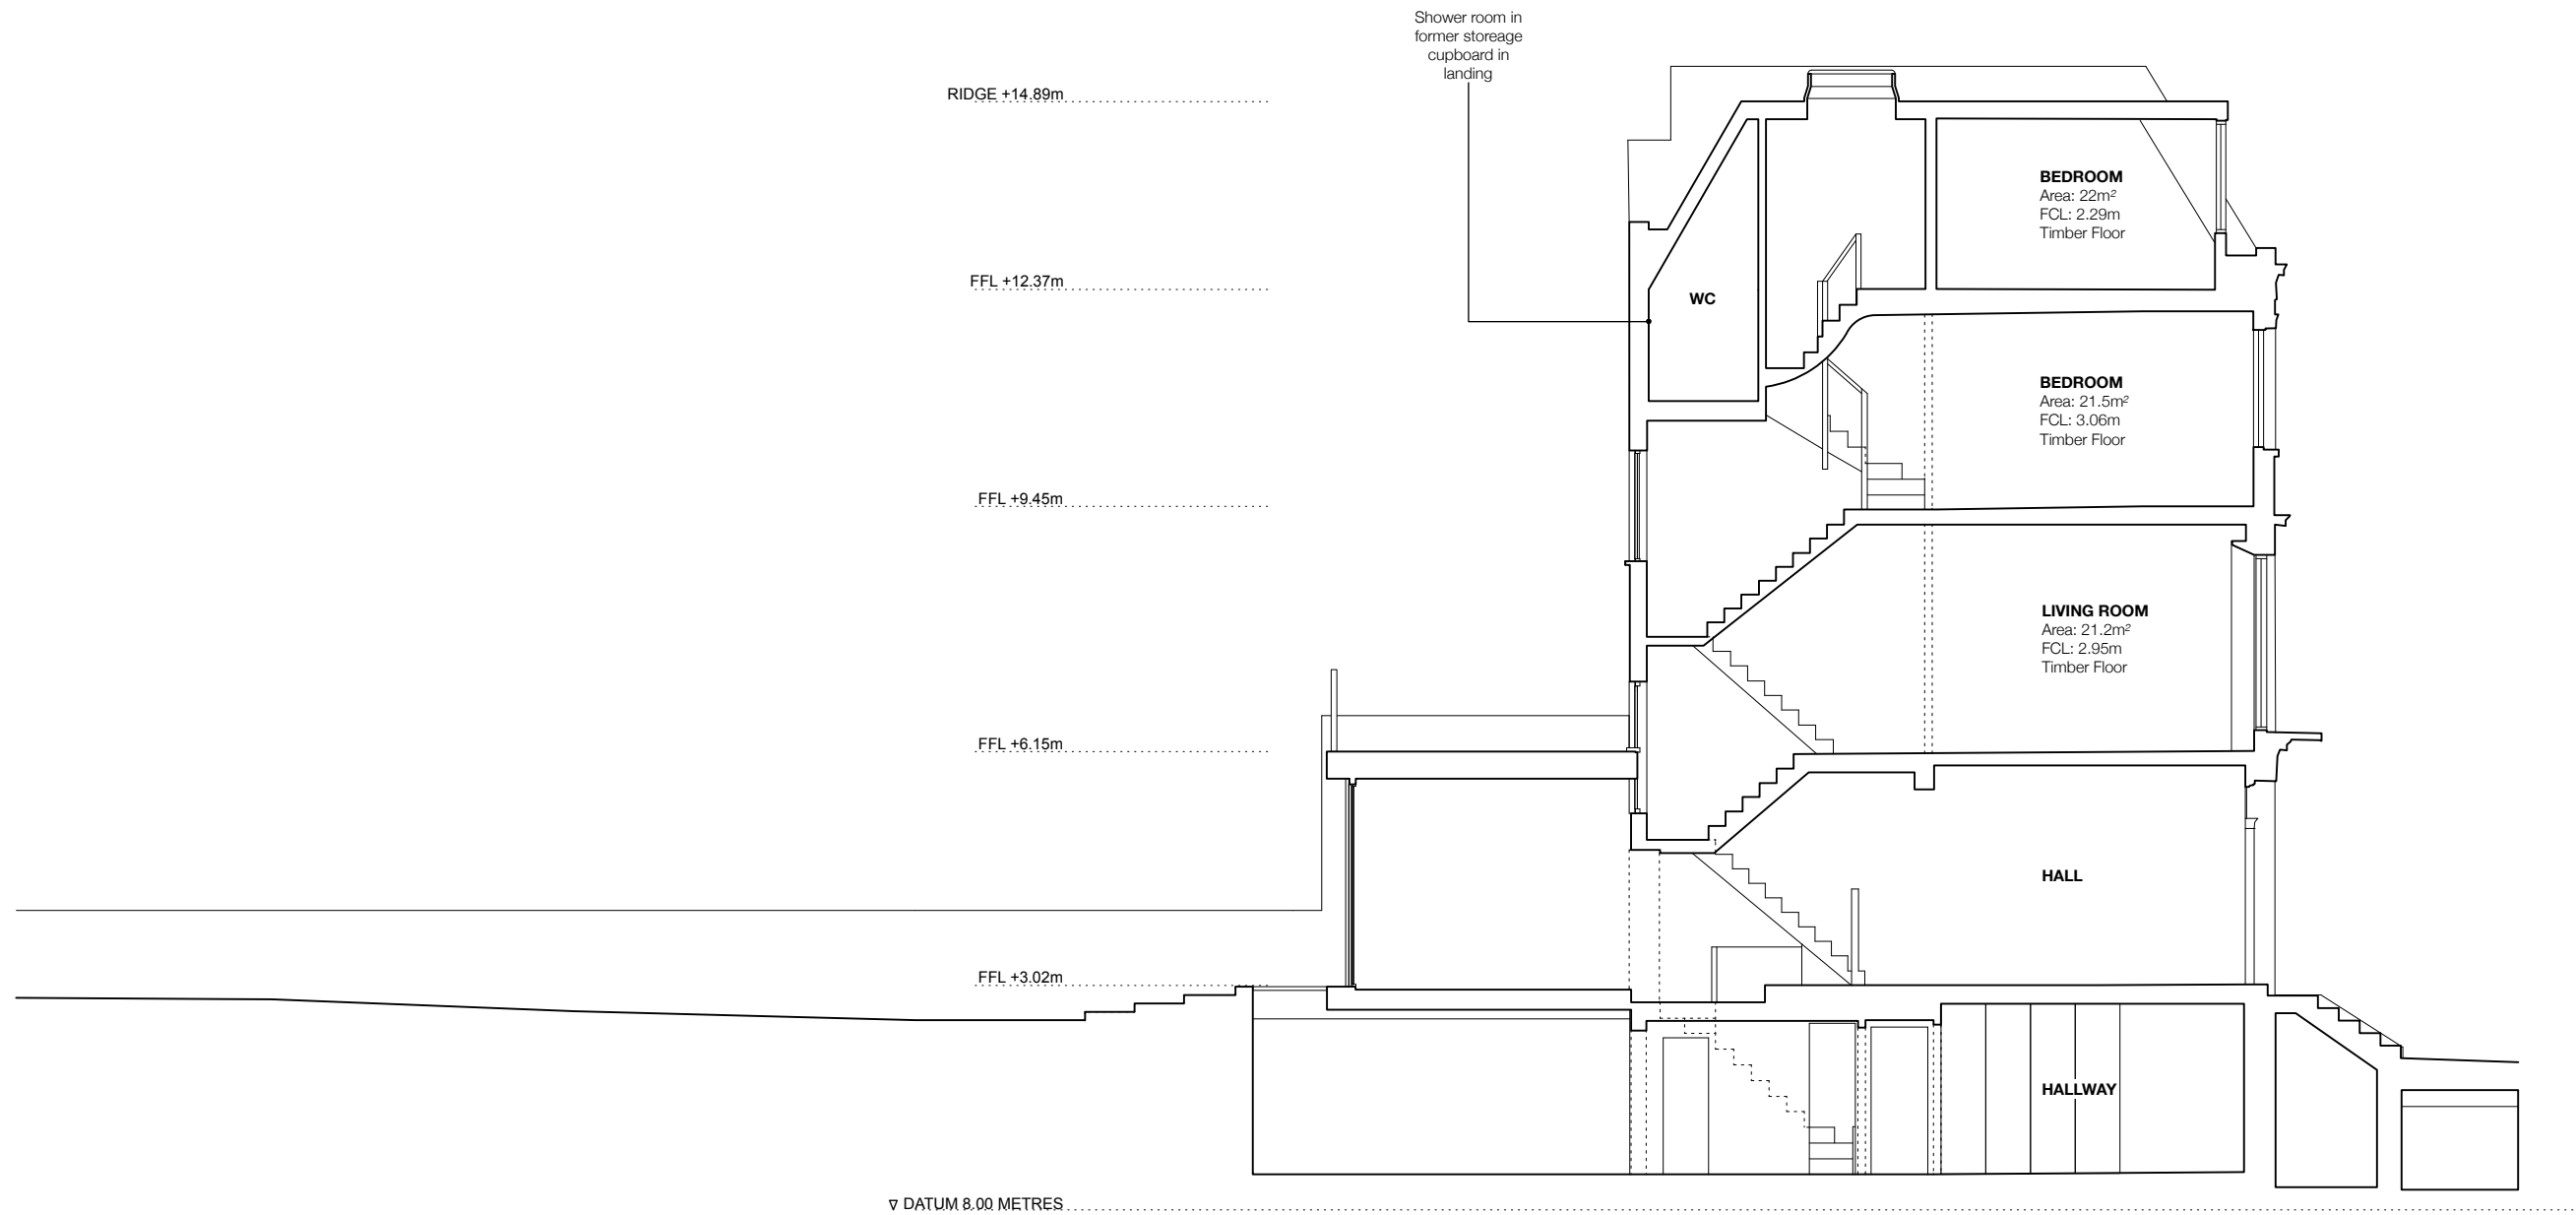 Shower room in
former storeage
cupboard in
landing
RIDGE +14.89m
BEDROOM
Area: 22m²
FCL: 2.29m
Timber Floor
FFL +12.37m
WC
BEDROOM
Area: 21.5m²
FCL: 3.06m
Timber Floor
FFL +9.45m
LIVING ROOM
Area: 21.2m²
FCL: 2.95m
Timber Floor
FFL +6.15m
HALL
FFL +3.02m
HALLWAY
∇ DATUM 8.00 METRES